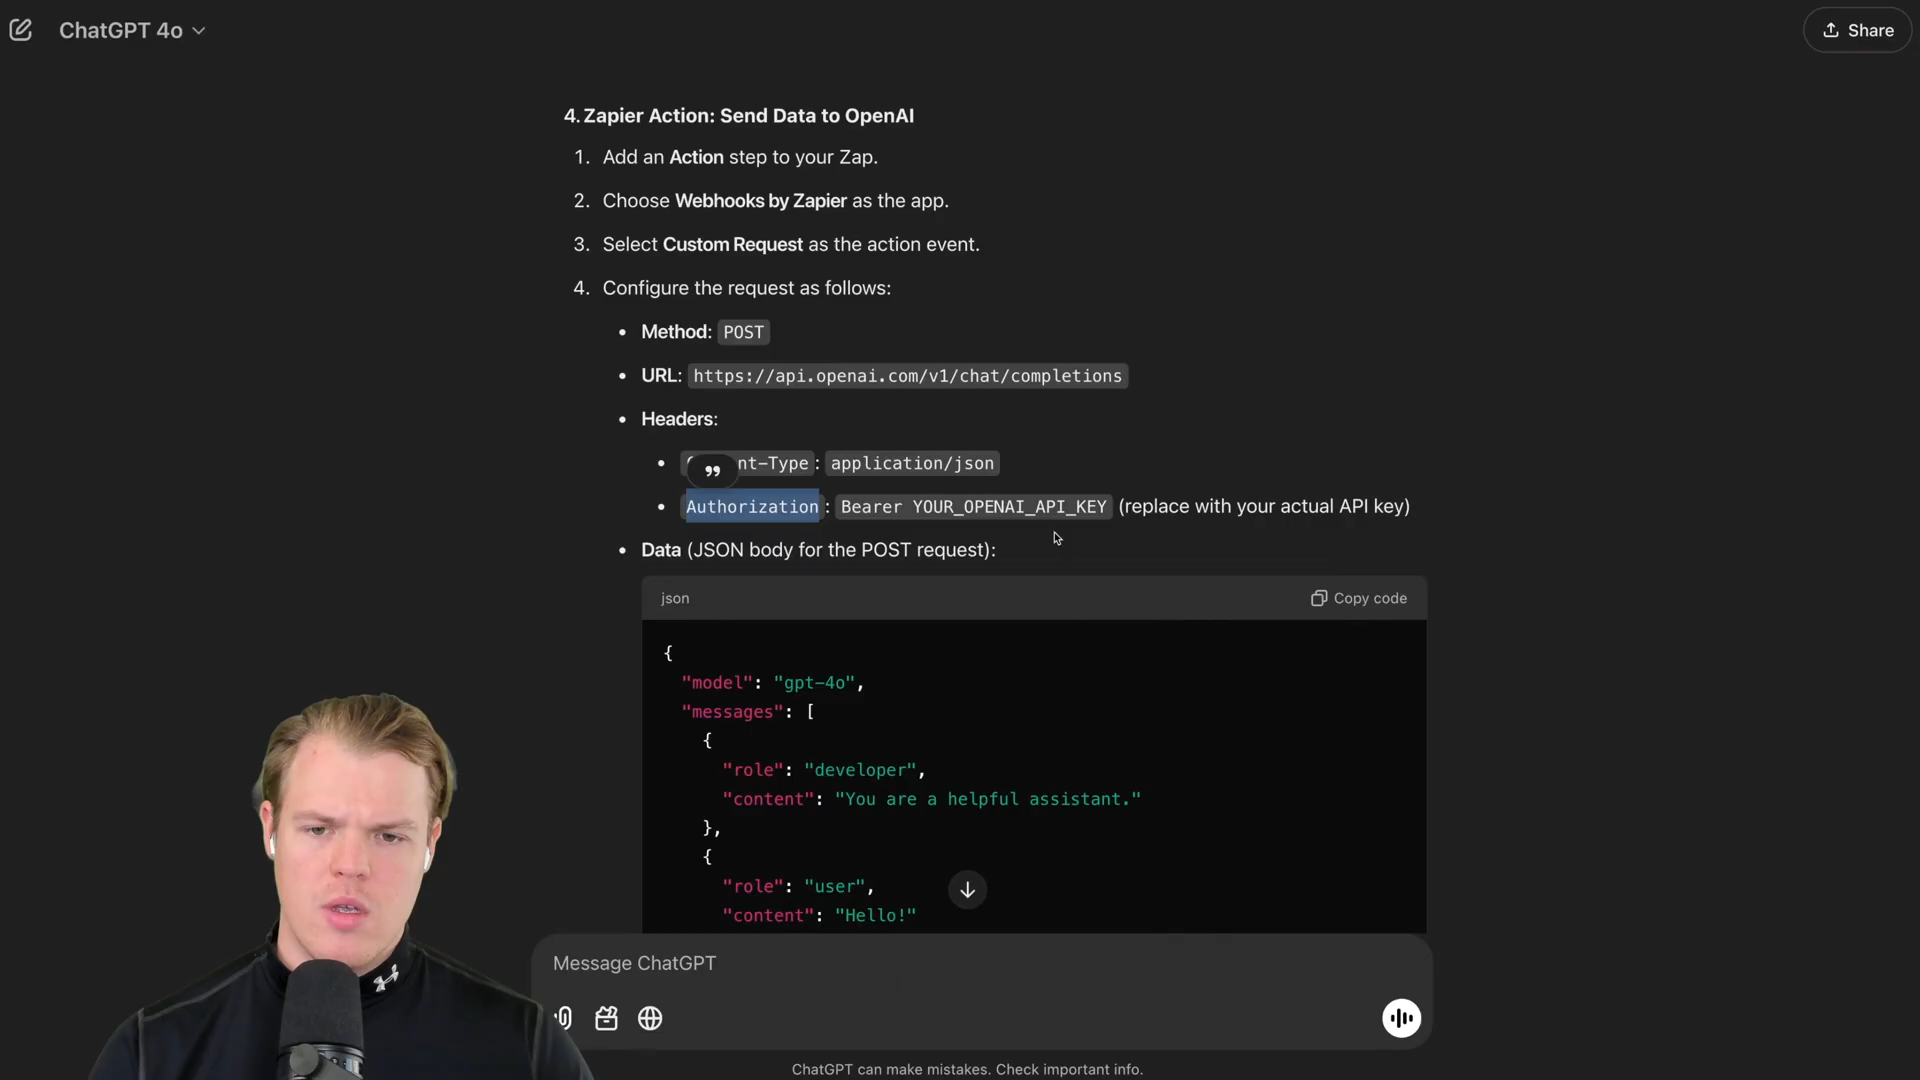 ChatGPT 4o
Share
4. Zapier Action: Send Data to OpenAI
1. Add an Action step to your Zap.
2. Choose Webhooks by Zapier as the app.
3. Select Custom Request as the action event.
4. Configure the request as follows:
• Method: POST
• URL: https://api.openai.com/v1/chat/completions
• Headers:
• nt-Type: application/json
• Authorization: Bearer YOUR_OPENAI_API_KEY (replace with your actual API key)
• Data (JSON body for the POST request):
json
Copy code
{
"model": "gpt-4o",
"messages": [
{
"role": "developer",
"content": "You are a helpful assistant."
},
{
"role": "user",
"content": "Hello!"
Message ChatGPT
ChatGPT can make mistakes. Check important info.